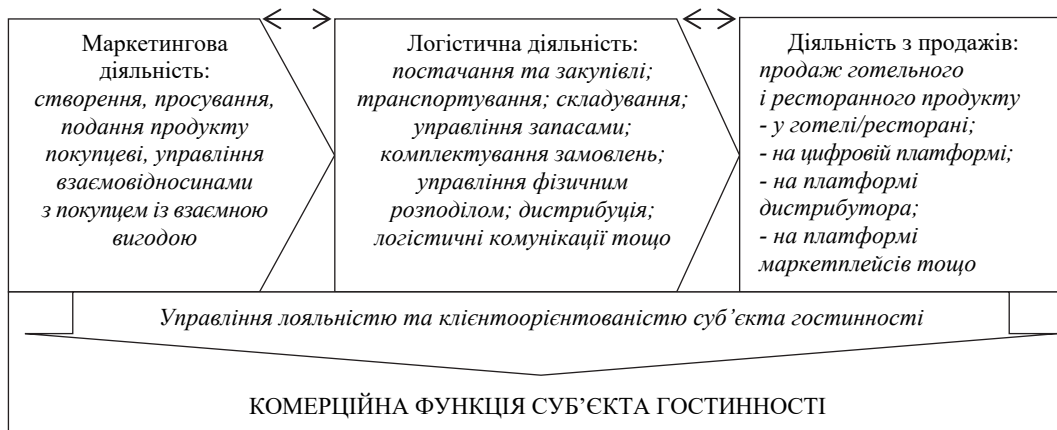 Маркетингова
діяльність:
створення, просування,
подання продукту
покупцеві, управління
взаємовідносинами
з покупцем із взаємною
вигодою
Логістична діяльність:
постачання та закупівлі;
транспортування; складування;
управління запасами;
комплектування замовлень;
управління фізичним
розподілом; дистрибуція;
логістичні комунікації тощо
Діяльність з продажів:
продаж готельного
і ресторанного продукту
- у готелі/ресторані;
- на цифровій платформі;
- на платформі
дистрибутора;
- на платформі
маркетплейсів тощо
Управління лояльністю та клієнтоорієнтованістю суб’єкта гостинності
КОМЕРЦІЙНА ФУНКЦІЯ СУБ’ЄКТА ГОСТИННОСТІ